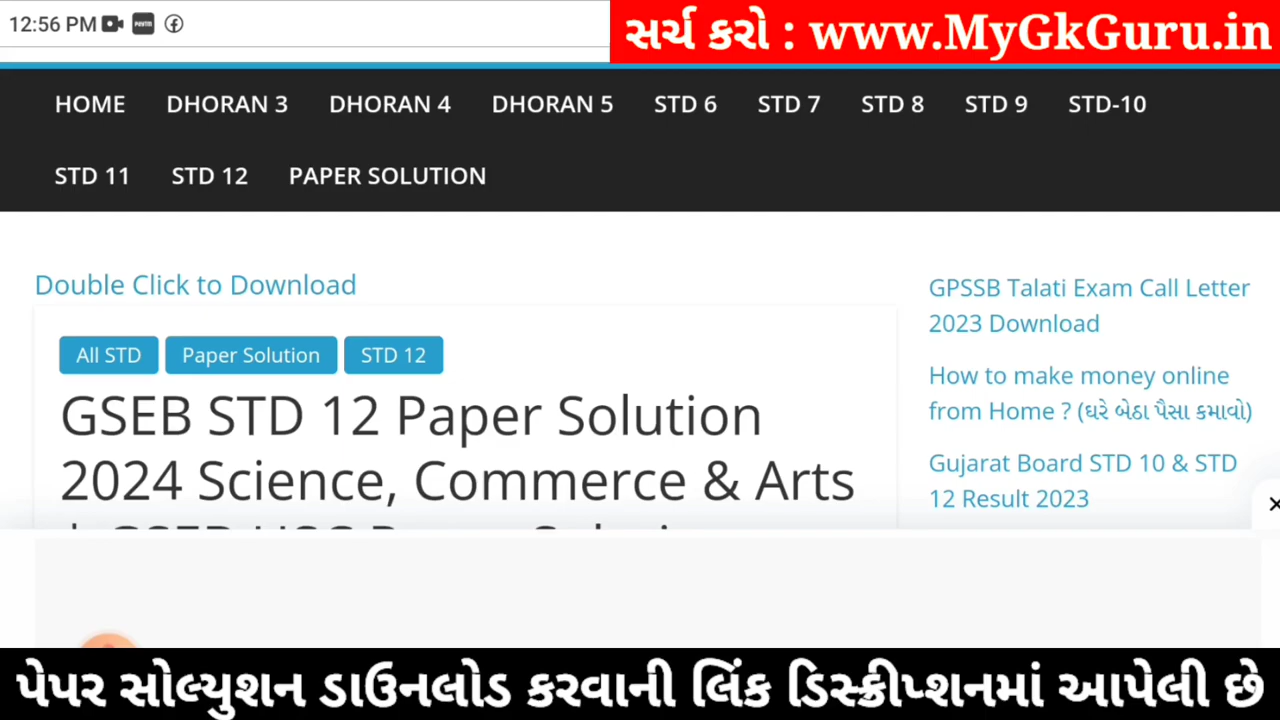 12:56 PM
સર્ચ કરો : www.MyGkGuru.in
HOME DHORAN 3 DHORAN 4 DHORAN 5 STD 6 STD 7 STD 8 STD 9 STD-10
STD 11 STD 12 PAPER SOLUTION
Double Click to Download
All STD Paper Solution STD 12
GSEB STD 12 Paper Solution
2024 Science, Commerce & Arts
GPSSB Talati Exam Call Letter
2023 Download
How to make money online
from Home ? (ઘરે બેઠા પૈસા કમાવો)
Gujarat Board STD 10 & STD
12 Result 2023
પેપર સોલ્યુશન ડાઉનલોડ કરવાની લિંક ડિસ્ક્રીપ્શનમાં આપેલી છે